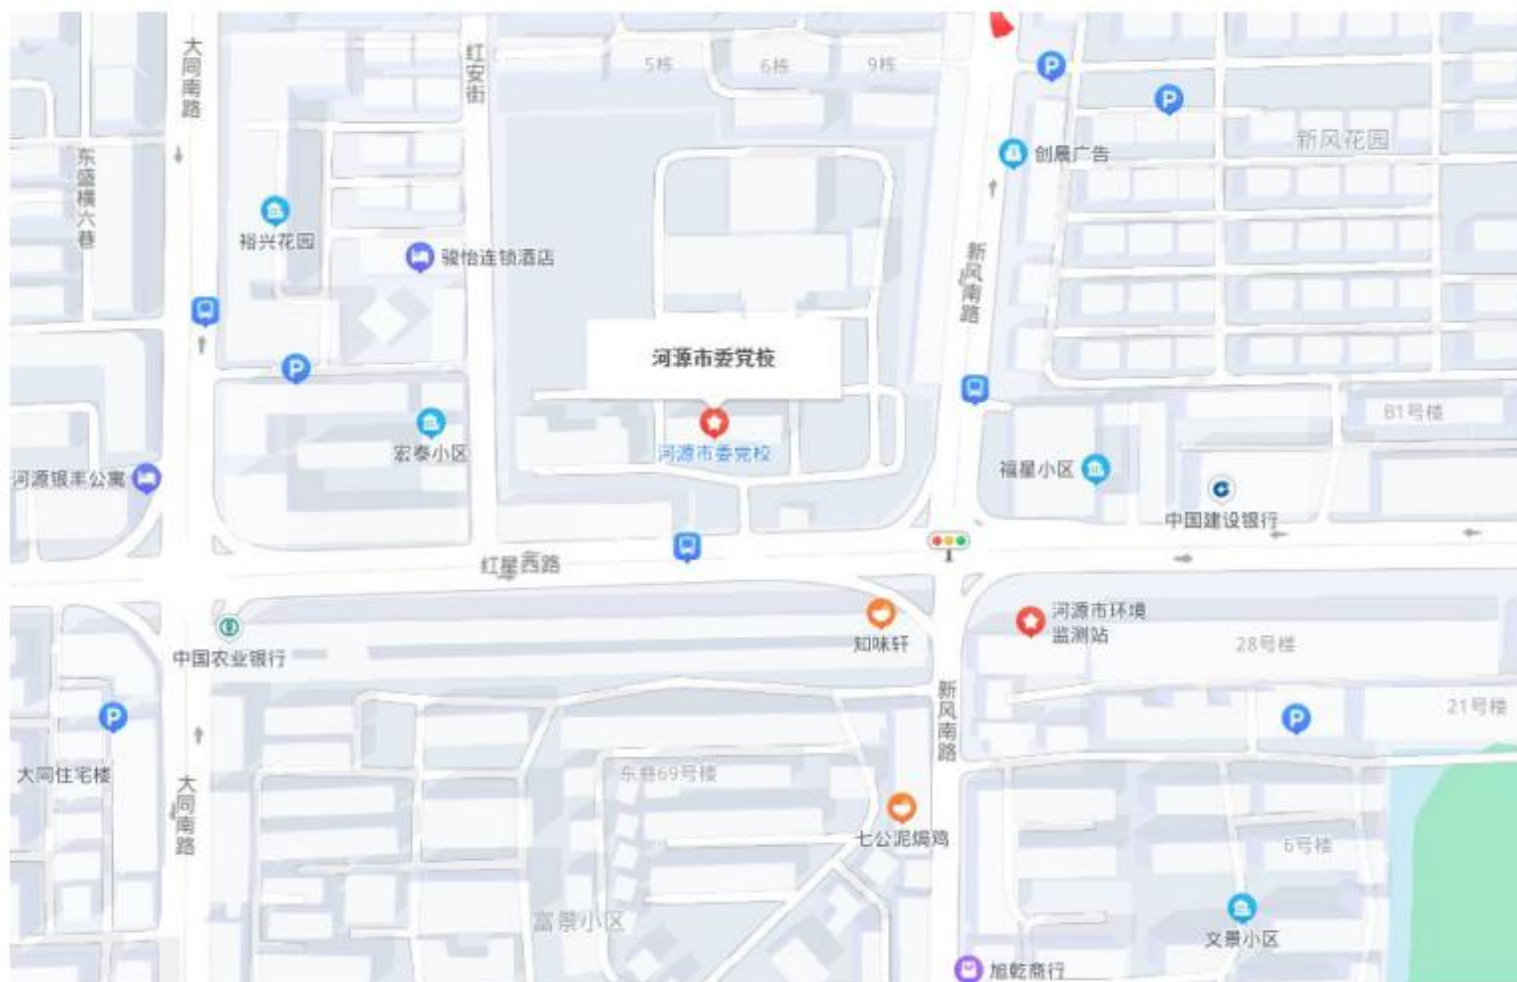 大同南路
红安街
5栋
6栋
9栋
P
P
创晨广告
新风花园
东盛横六巷
裕兴花园
骏怡连锁酒店
新风南路
P
河源市委党校
河源市委党校
B1号楼
宏泰小区
河源银丰公寓
福星小区
中国建设银行
红星西路
知味轩
河源市环境
监测站
28号楼
中国农业银行
新风南路
P
21号楼
P
大同住宅楼
东巷69号楼
大同南路
七公泥焗鸡
6号楼
富景小区
文景小区
旭乾商行